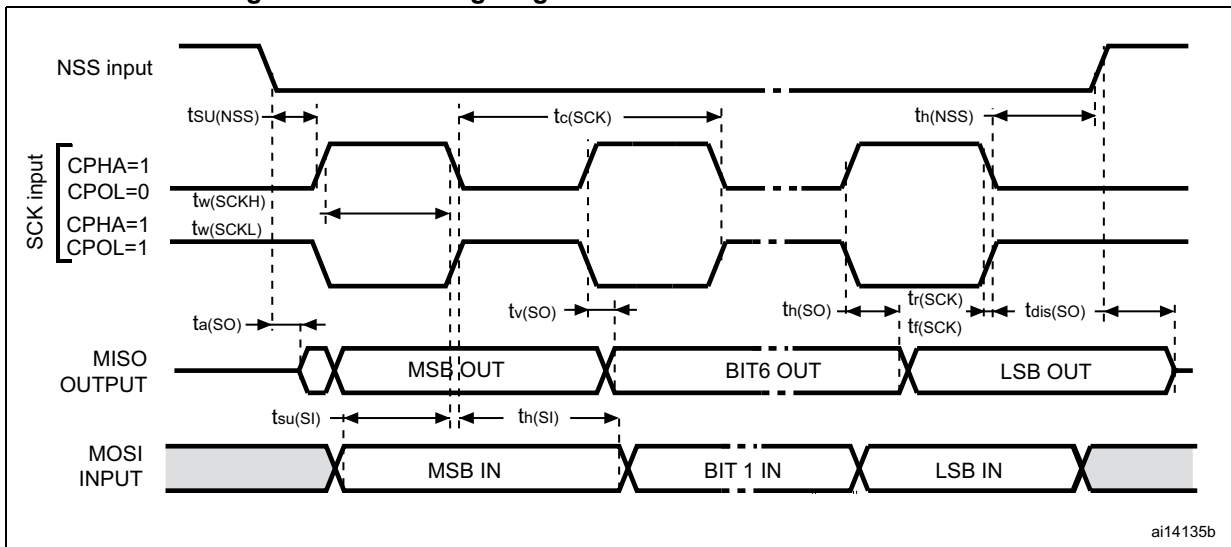 NSS input
tSU(NSS)
tc(SCK)
th(NSS)
SCK input
CPHA=1
CPOL=0
tw(SCKH)
CPHA=1
tw(SCKL)
CPOL=1
ta(SO)
tv(SO)
th(SO)
tr(SCK)
tf(SCK)
tdis(SO)
MISO
OUTPUT
MSB OUT
BIT6 OUT
LSB OUT
tsu(SI)
th(SI)
MOSI
INPUT
MSB IN
BIT 1 IN
LSB IN
ai14135b